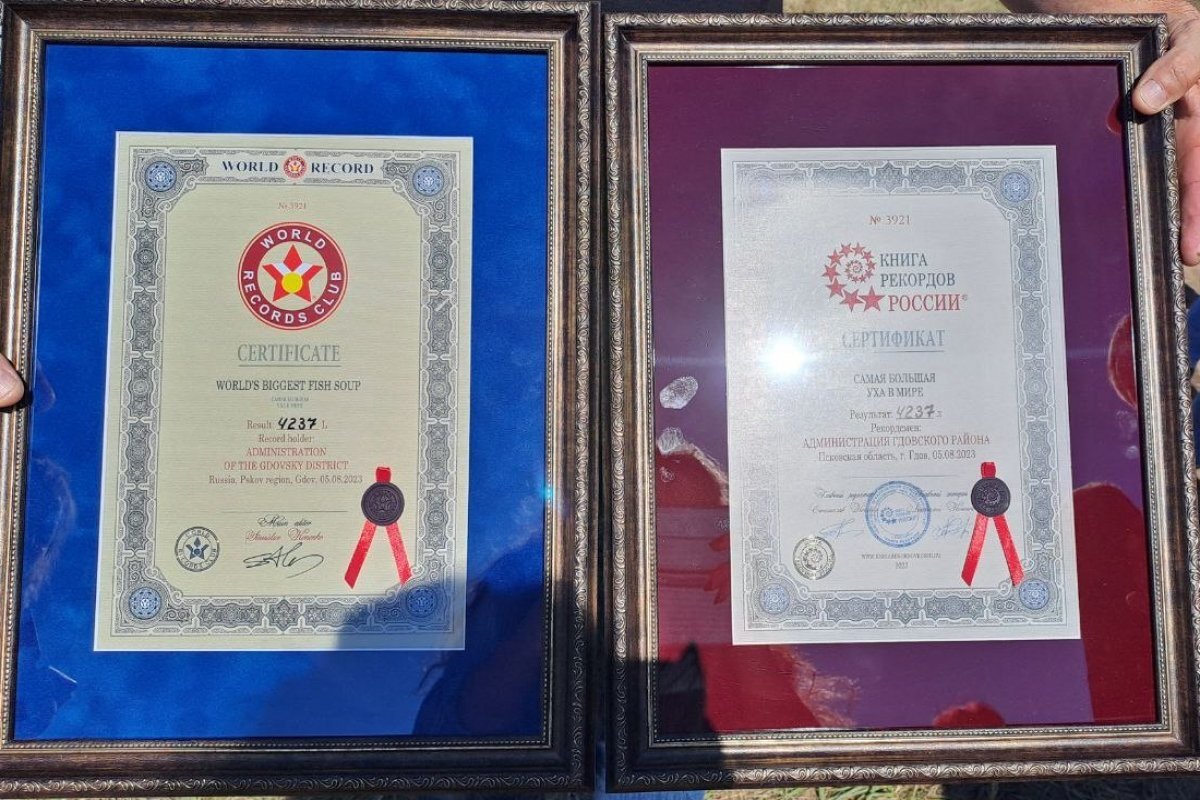 WORLD RECORD
№ 3921
WORLD
RECORDS CLUB
CERTIFICATE
WORLD'S BIGGEST FISH SOUP
Result 4237 L
Record holder:
ADMINISTRATION
OF THE GDOVSKY DISTRICT
Russia, Pskov region, Gdov, 05.08.2023
№ 3921
КНИГА
РЕКОРДОВ
РОССИИ®
СЕРТИФИКАТ
САМАЯ БОЛЬШАЯ
УХА В МИРЕ
Результат: 4237 л
Рекордсмен:
АДМИНИСТРАЦИЯ ГДОВСКОГО РАЙОНА
Псковская область, г. Гдов, 05.08.2023